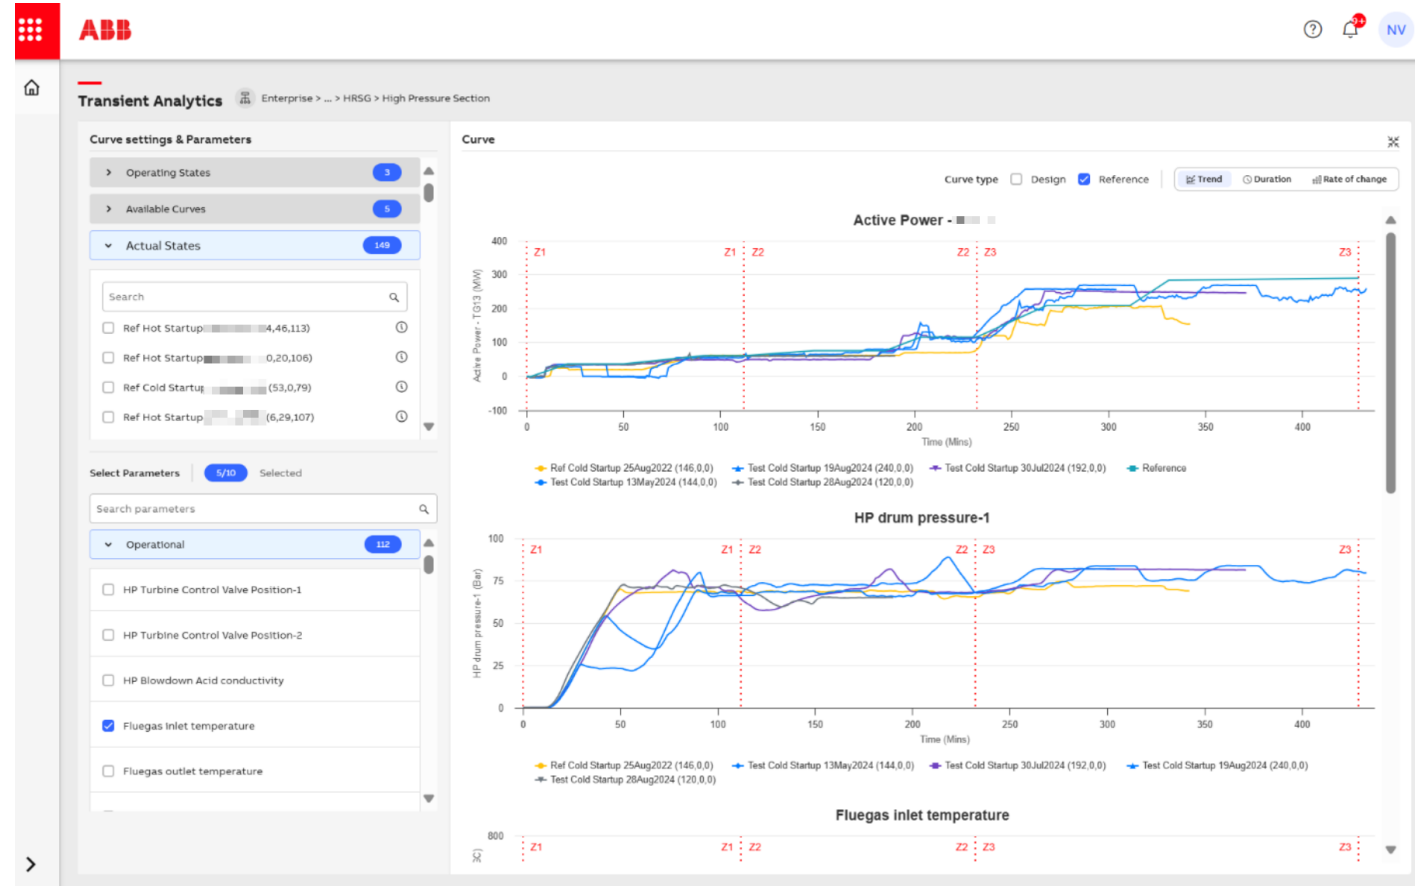 ABB
9+
NV
Transient Analytics
Enterprise > ... > HRSG > High Pressure Section
Curve settings & Parameters
Operating States 3
Available Curves 5
Actual States 149
Search
Ref Hot Startup 4,46,113)
Ref Hot Startup 0,20,106)
Ref Cold Startup (53,0,79)
Ref Hot Startup (6,29,107)
Select Parameters 5/10 Selected
Search parameters
Operational 112
HP Turbine Control Valve Position-1
HP Turbine Control Valve Position-2
HP Blowdown Acid conductivity
Fluegas Inlet temperature
Fluegas outlet temperature
Curve
Curve type Design Reference Trend Duration Rate of change
Active Power -
Z1 Z1 Z2 Z2 Z3 Z3
400
300
200
100
0
-100
Active Power - TG13 (MW)
0 50 100 150 200 250 300 350 400
Time (Mins)
Ref Cold Startup 25Aug2022 (146,0,0) Test Cold Startup 19Aug2024 (240,0,0) Test Cold Startup 30Jul2024 (192,0,0) Reference
Test Cold Startup 13May2024 (144,0,0) Test Cold Startup 28Aug2024 (120,0,0)
HP drum pressure-1
Z1 Z1 Z2 Z2 Z3 Z3
100
75
50
25
0
HP drum pressure-1 (Bar)
0 50 100 150 200 250 300 350 400
Time (Mins)
Ref Cold Startup 25Aug2022 (146,0,0) Test Cold Startup 13May2024 (144,0,0) Test Cold Startup 30Jul2024 (192,0,0) Test Cold Startup 19Aug2024 (240,0,0)
Test Cold Startup 28Aug2024 (120,0,0)
Fluegas inlet temperature
800
Z1 Z1 Z2 Z2 Z3 Z3